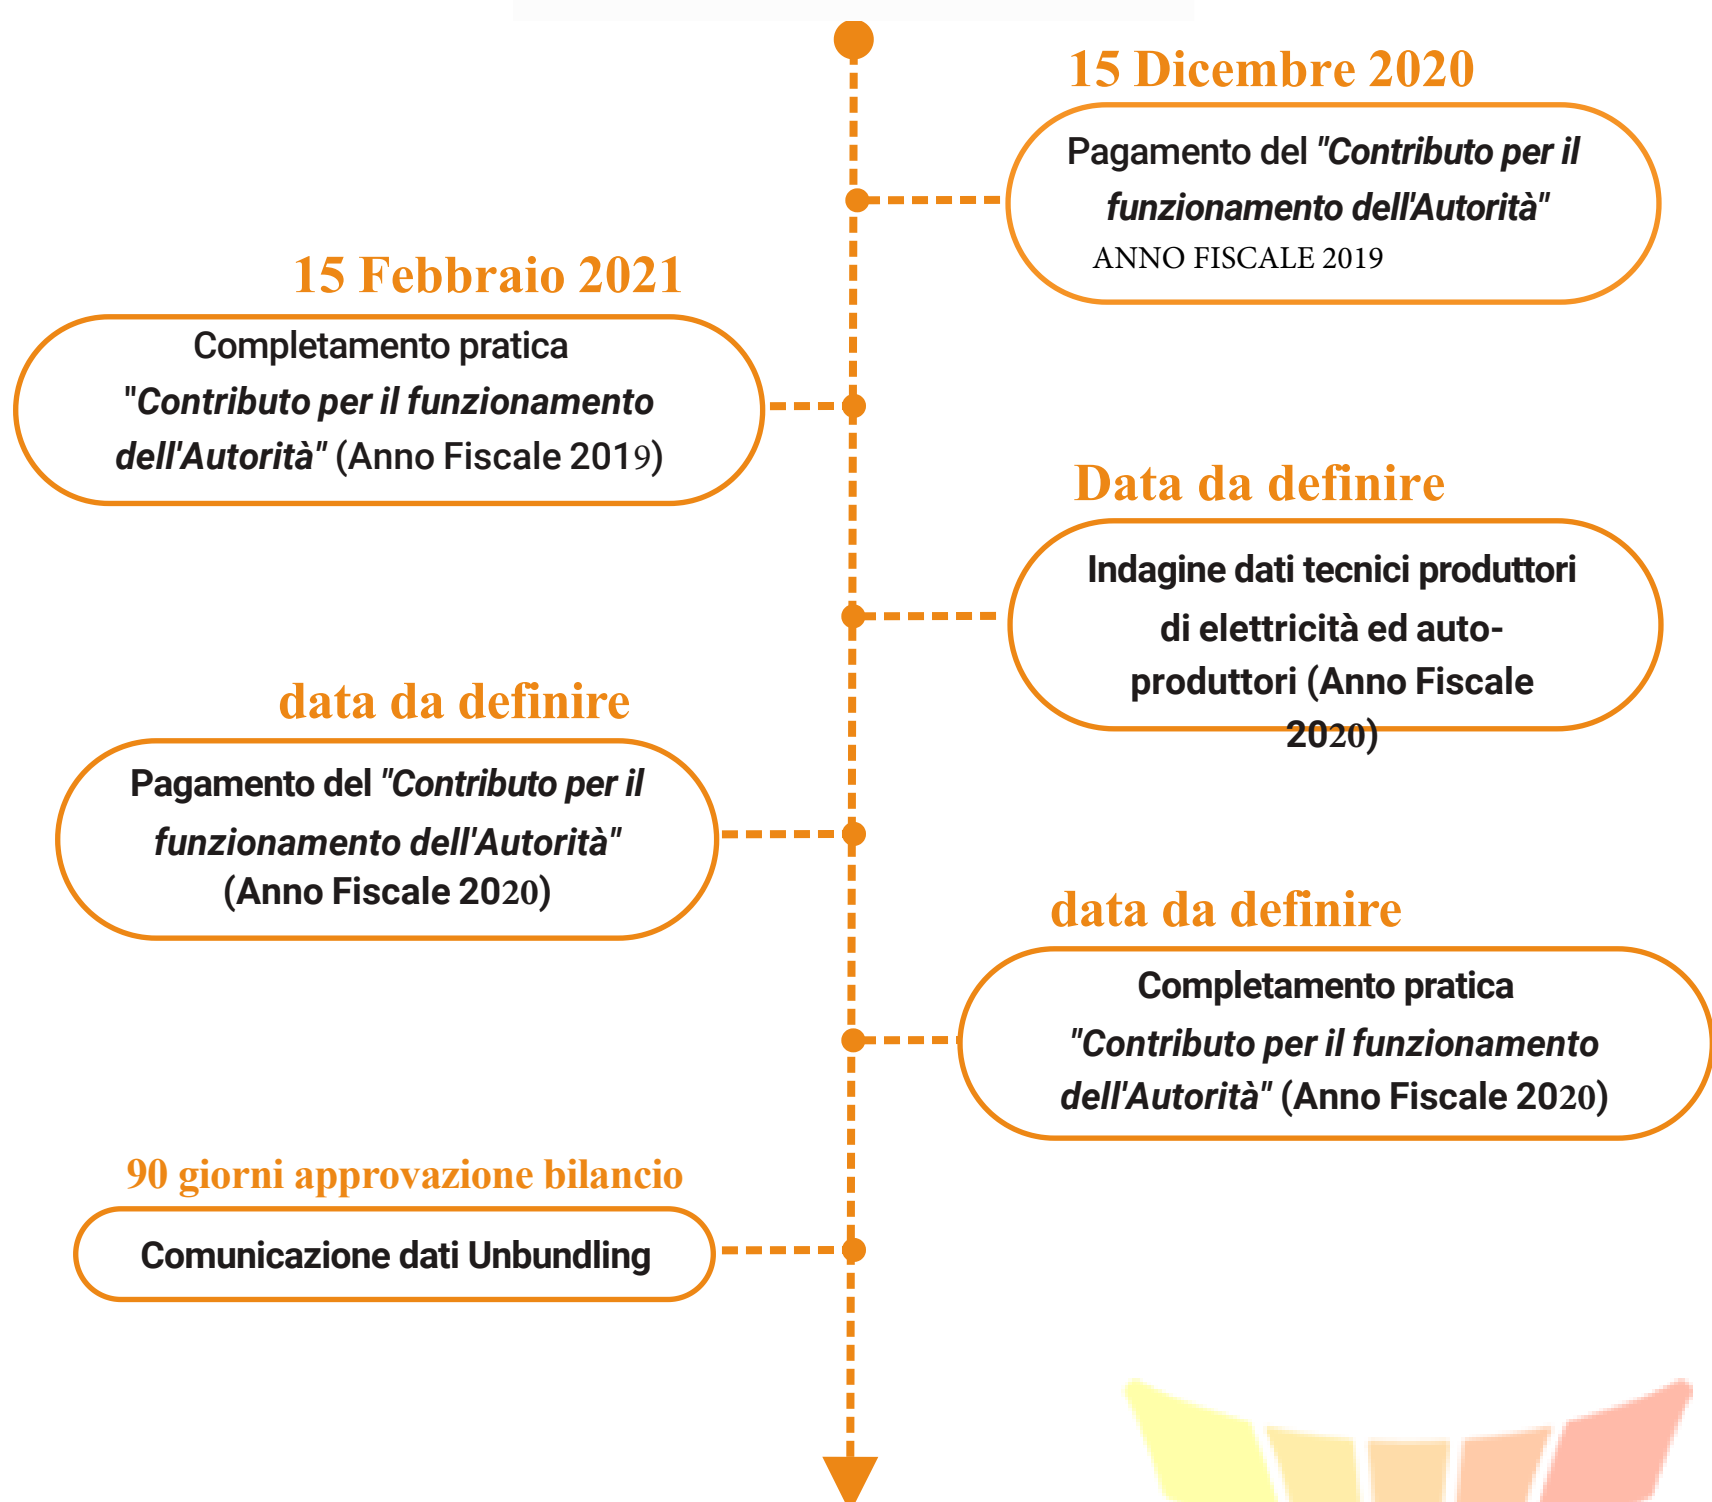 15 Dicembre 2020
Pagamento del "Contributo per il
funzionamento dell'Autorità"
ANNO FISCALE 2019
15 Febbraio 2021
Completamento pratica
"Contributo per il funzionamento
dell'Autorità" (Anno Fiscale 2019)
Data da definire
Indagine dati tecnici produttori
di elettricità ed auto-
produttori (Anno Fiscale
2020)
data da definire
Pagamento del "Contributo per il
funzionamento dell'Autorità"
(Anno Fiscale 2020)
data da definire
Completamento pratica
"Contributo per il funzionamento
dell'Autorità" (Anno Fiscale 2020)
90 giorni approvazione bilancio
Comunicazione dati Unbundling